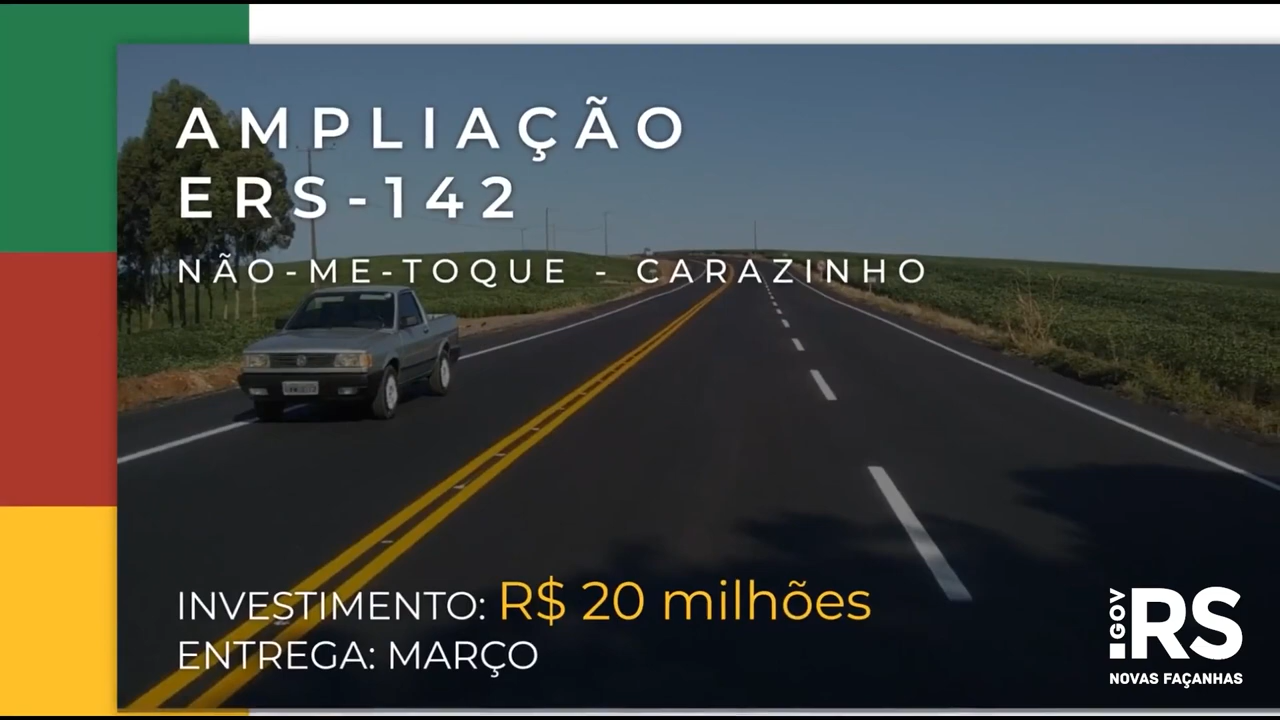 AMPLIAÇÃO
ERS-142
NÃO-ME-TOQUE - CARAZINHO
INVESTIMENTO: R$ 20 milhões
ENTREGA: MARÇO
GOV
RS
NOVAS FAÇANHAS